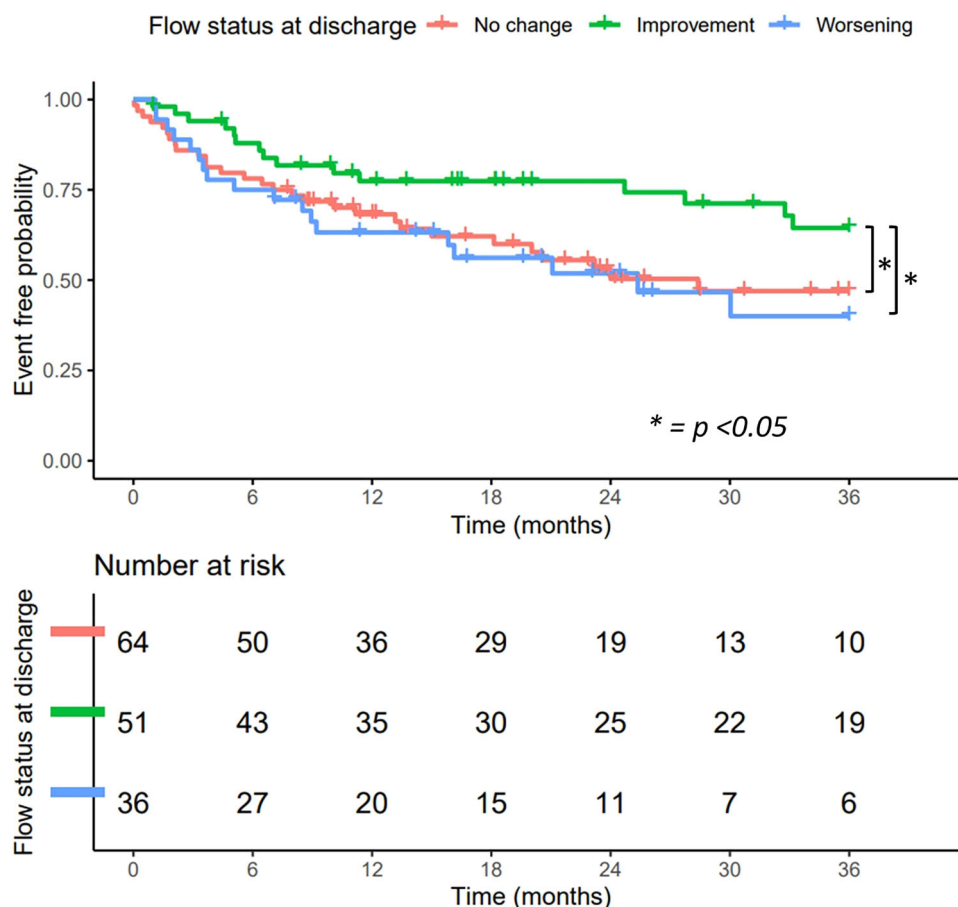 Flow status at discharge No change Improvement Worsening
1.00
0.75
0.50
0.25
0.00
Event free probability
*
*
* = p <0.05
0 6 12 18 24 30 36
Time (months)
Number at risk
Flow status at discharge
64 50 36 29 19 13 10
51 43 35 30 25 22 19
36 27 20 15 11 7 6
0 6 12 18 24 30 36
Time (months)